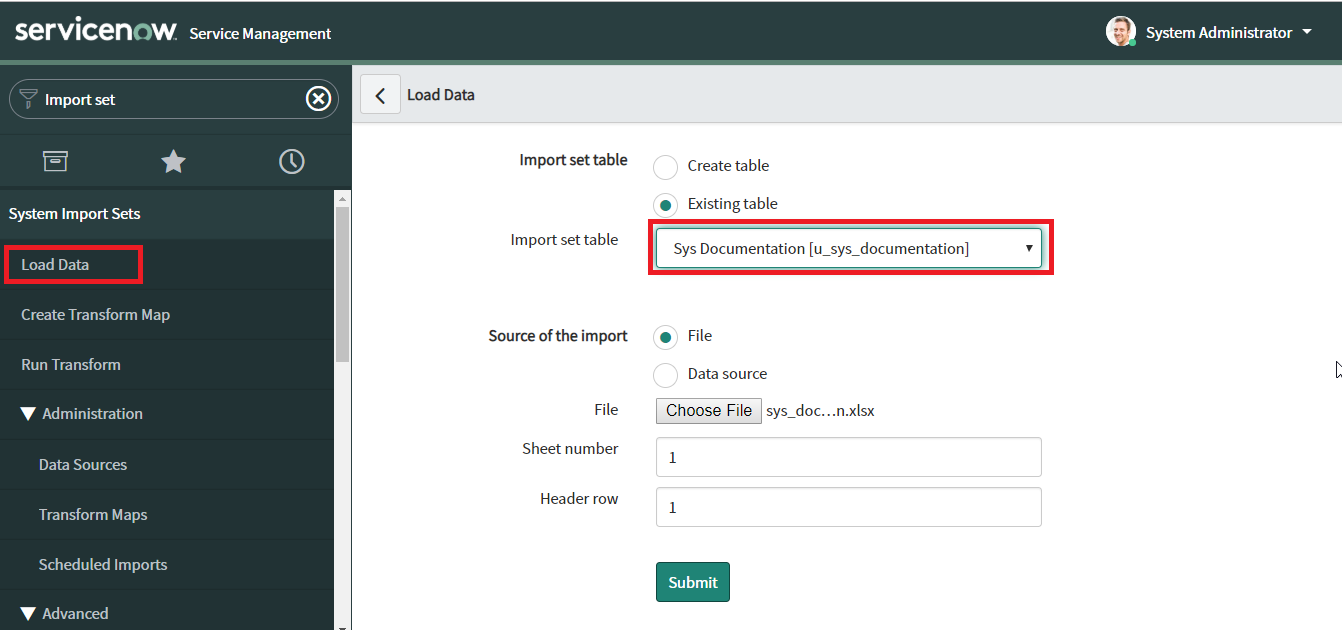 servicenow. Service Management
System Administrator
Import set
System Import Sets
Load Data
Create Transform Map
Run Transform
Administration
Data Sources
Transform Maps
Scheduled Imports
Advanced
Load Data
Import set table
Create table
Existing table
Import set table
Sys Documentation [u_sys_documentation]
Source of the import
File
Data source
File
Choose File sys_doc…n.xlsx
Sheet number
1
Header row
1
Submit